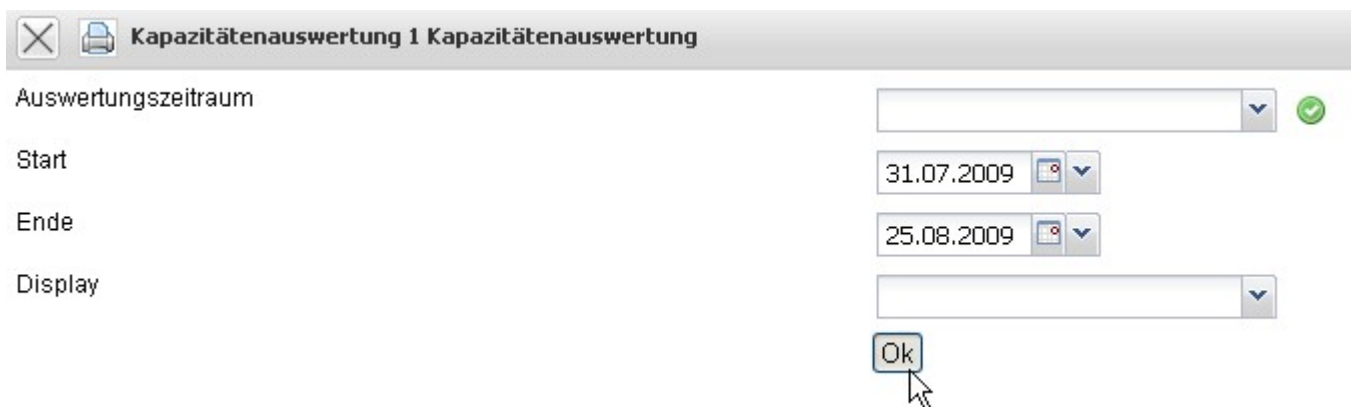 Kapazitätenauswertung 1 Kapazitätenauswertung
Auswertungszeitraum
Start 31.07.2009
Ende 25.08.2009
Display
Ok